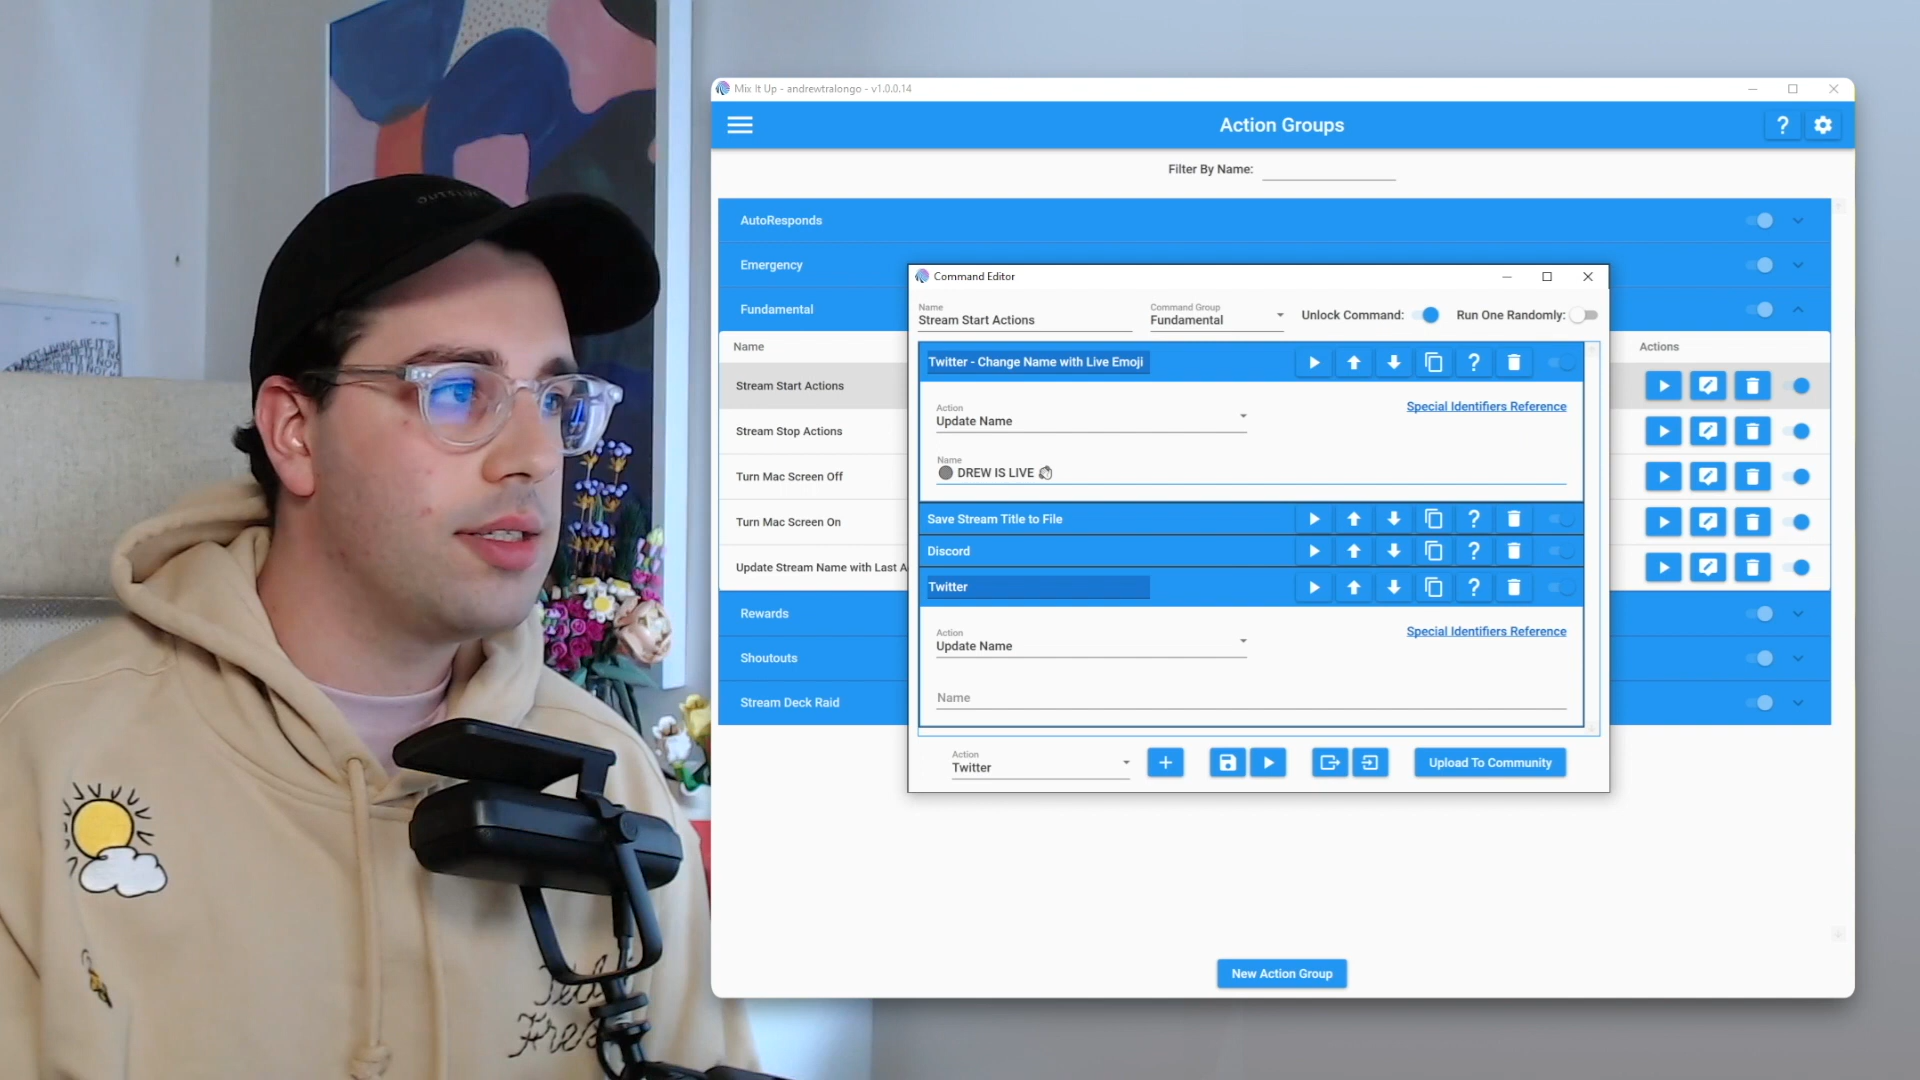 Mix It Up - andrewtralongo - v1.0.0.14
Action Groups
?
Filter By Name:
AutoResponds
Emergency
Fundamental
Name
Actions
Stream Start Actions
Stream Stop Actions
Turn Mac Screen Off
Turn Mac Screen On
Update Stream Name with Last A
Rewards
Shoutouts
Stream Deck Raid
New Action Group
Command Editor
Name
Stream Start Actions
Command Group
Fundamental
Unlock Command:
Run One Randomly:
Twitter - Change Name with Live Emoji
?
Action
Update Name
Special Identifiers Reference
Name
DREW IS LIVE
Save Stream Title to File
?
Discord
?
Twitter
?
Action
Update Name
Special Identifiers Reference
Name
Action
Twitter
Upload To Community